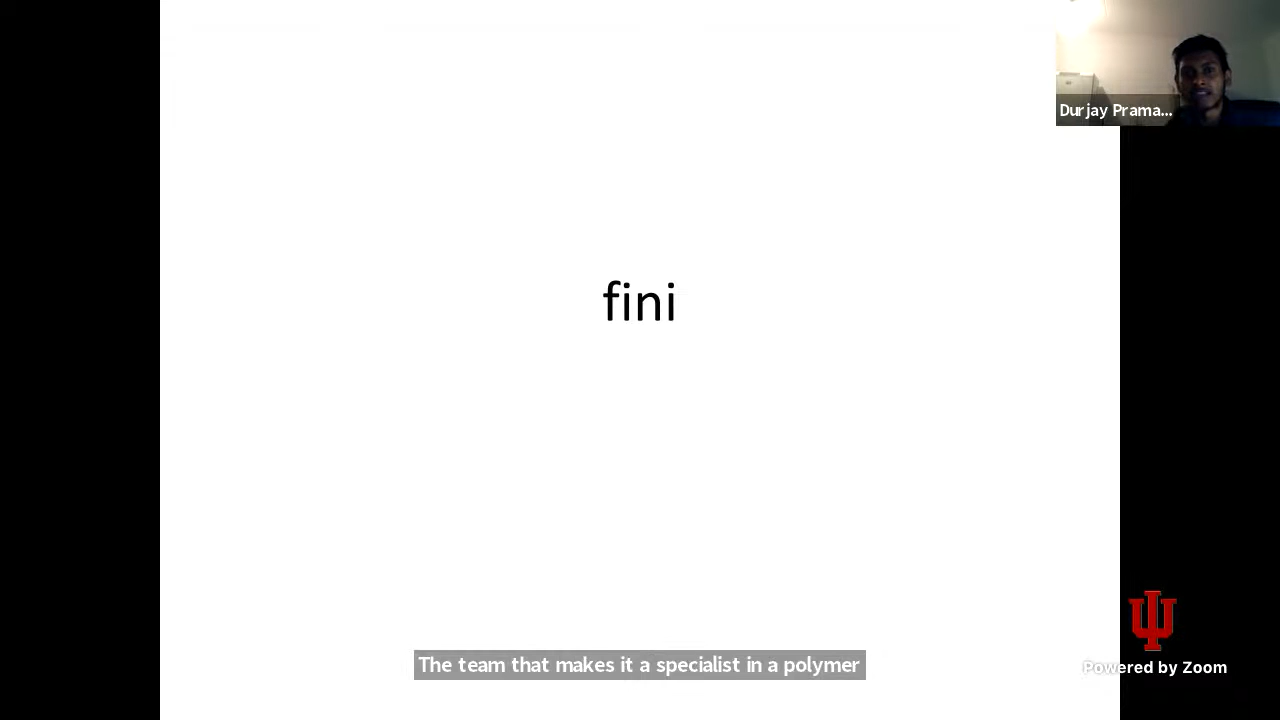 Durjay Prama...
fini
The team that makes it a specialist in a polymer
Powered by Zoom